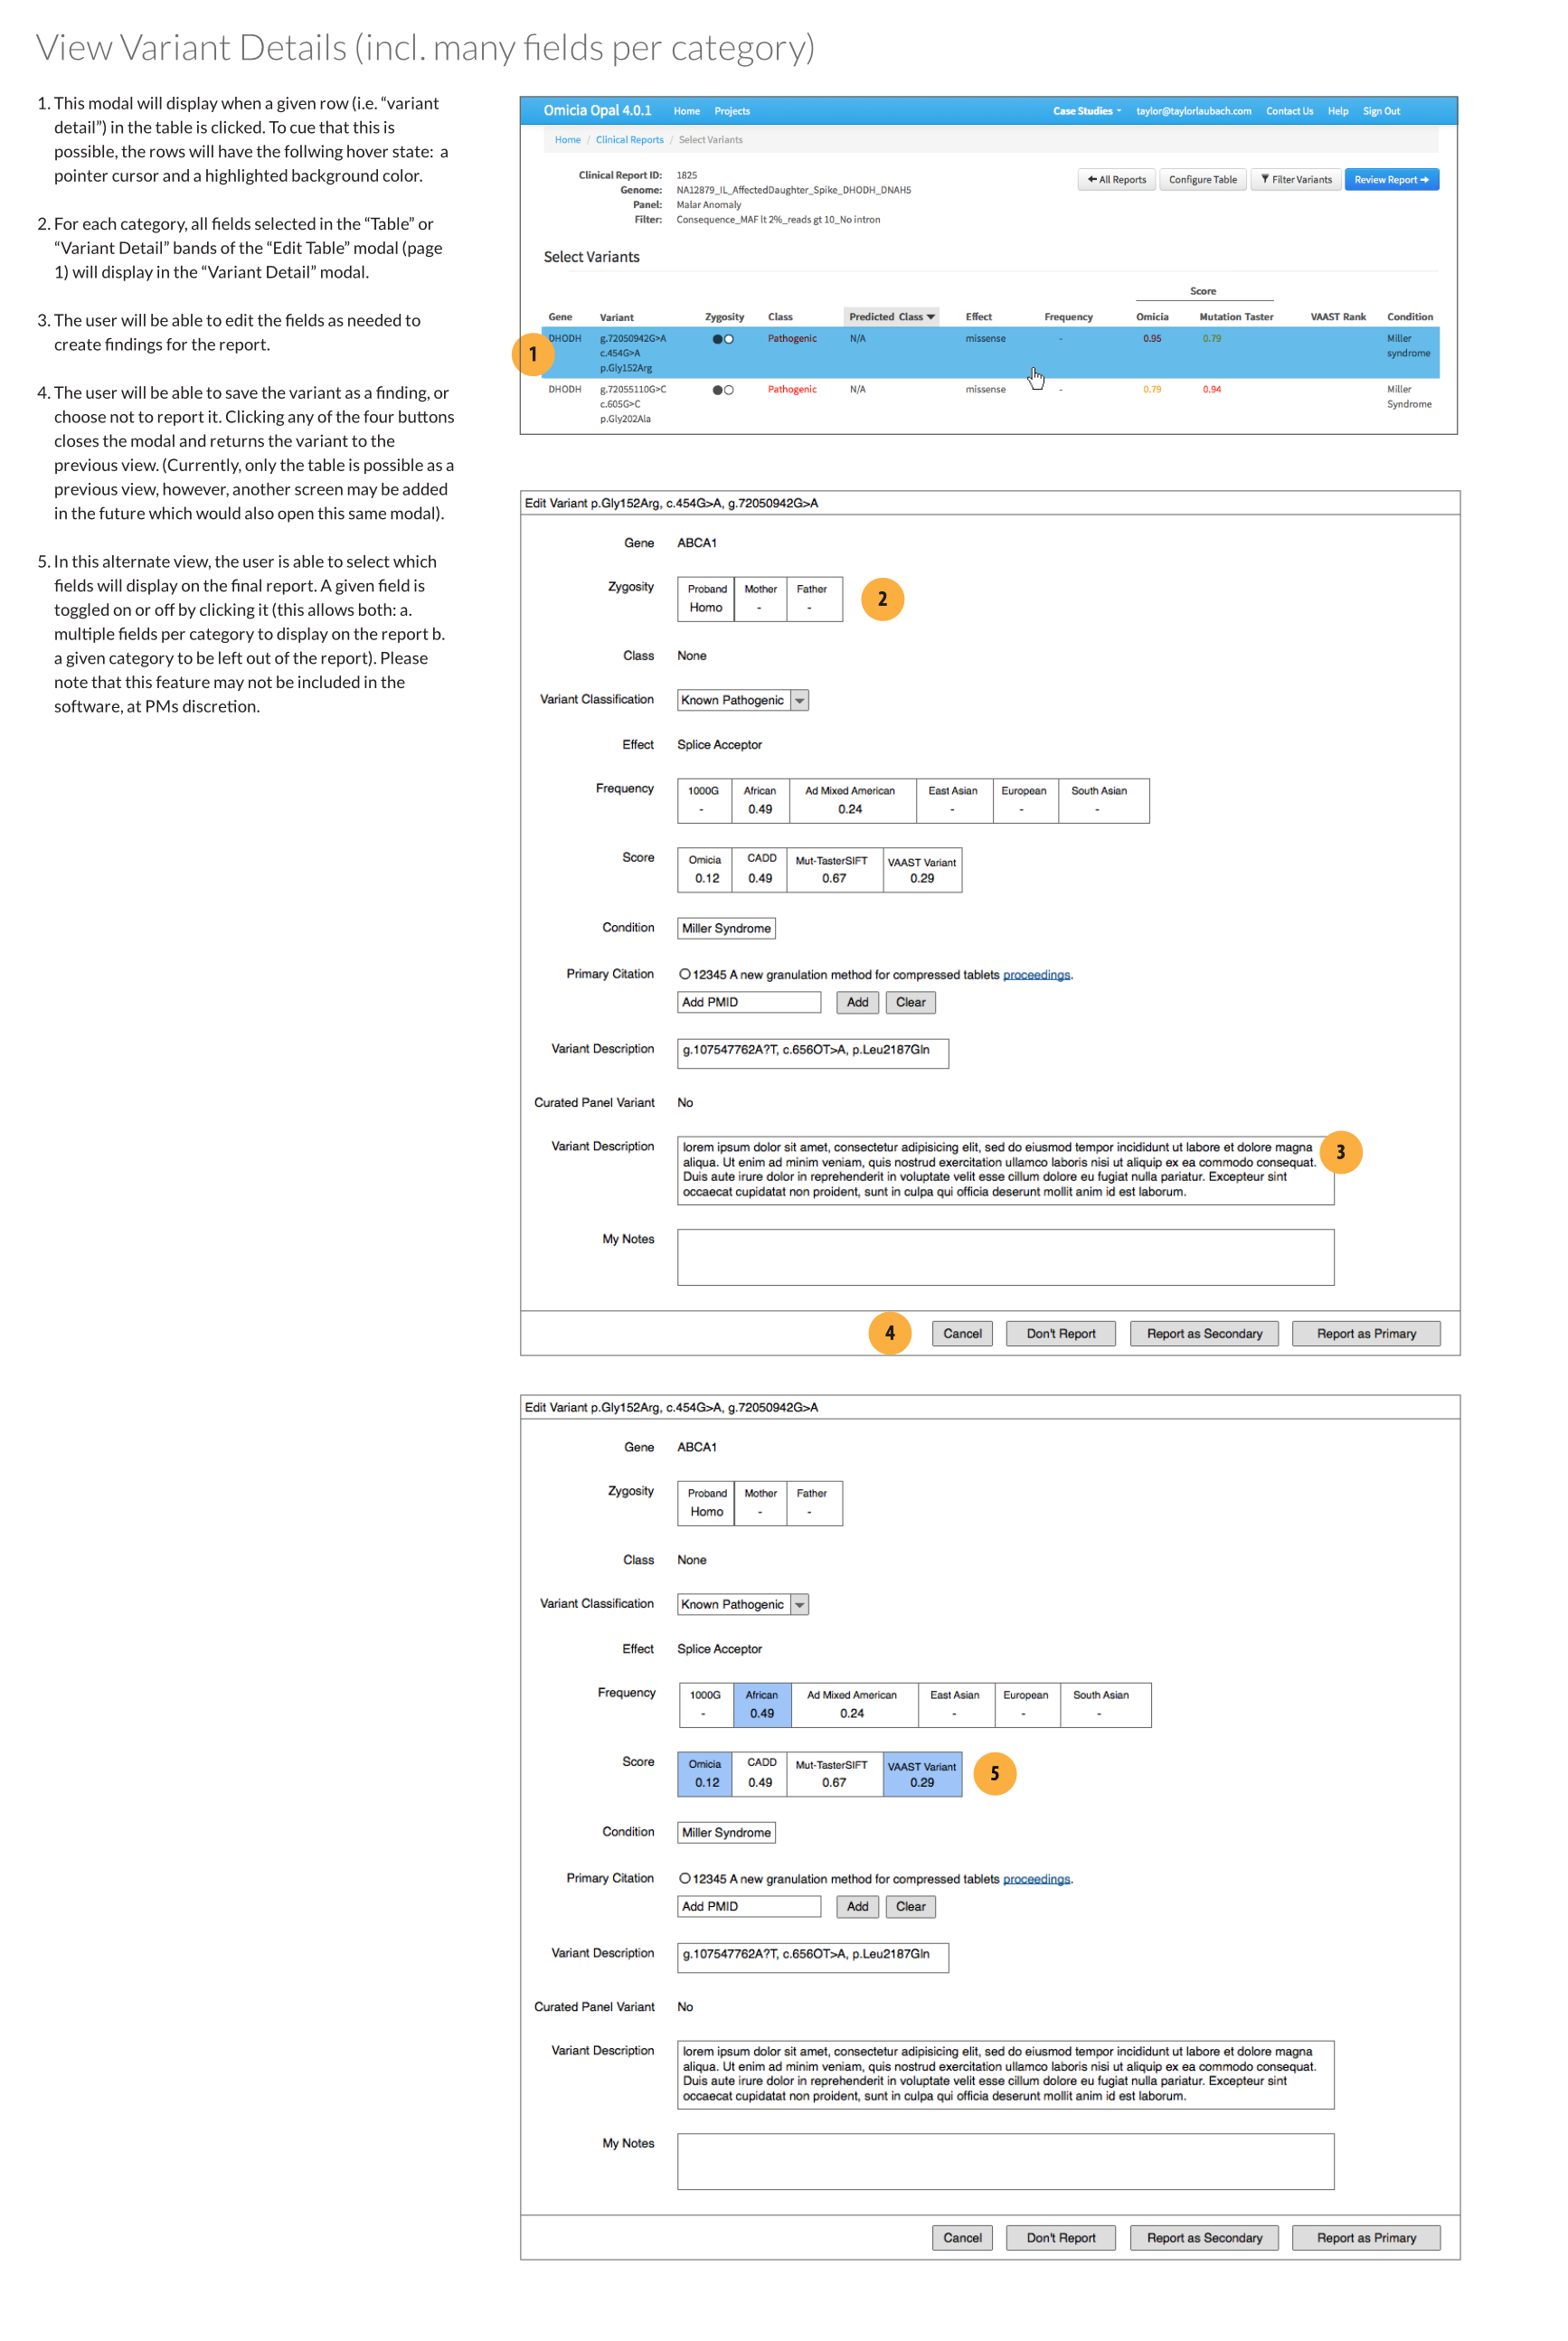 View Variant Details (incl. many fields per category)
1. This modal will display when a given row (i.e. “variant
detail”) in the table is clicked. To cue that this is
possible, the rows will have the follwing hover state: a
pointer cursor and a highlighted background color.
2. For each category, all fields selected in the “Table” or
“Variant Detail” bands of the “Edit Table” modal (page
1) will display in the “Variant Detail” modal.
3. The user will be able to edit the fields as needed to
create findings for the report.
4. The user will be able to save the variant as a finding, or
choose not to report it. Clicking any of the four buttons
closes the modal and returns the variant to the
previous view. (Currently, only the table is possible as a
previous view, however, another screen may be added
in the future which would also open this same modal).
5. In this alternate view, the user is able to select which
fields will display on the final report. A given field is
toggled on or off by clicking it (this allows both: a.
multiple fields per category to display on the report b.
a given category to be left out of the report). Please
note that this feature may not be included in the
software, at PMs discretion.
Omicia Opal 4.0.1 Home Projects Case Studies taylor@taylorlaubach.com Contact Us Help Sign Out
Home / Clinical Reports / Select Variants
Clinical Report ID: 1825
Genome: NA12879_IL_AffectedDaughter_Spike_DHODH_DNAH5
Panel: Malar Anomaly
Filter: Consequence_MAF lt 2%_reads gt 10_No intron
All Reports Configure Table Filter Variants Review Report
Select Variants
Score
Gene Variant Zygosity Class Predicted Class Effect Frequency Omicia Mutation Taster VAAST Rank Condition
1
DHODH g.72050942G>A Pathogenic N/A missense - 0.95 0.79 Miller
c.454G>A syndrome
p.Gly152Arg
DHODH g.72055110G>C Pathogenic N/A missense - 0.79 0.94 Miller
c.605G>C Syndrome
p.Gly202Ala
Edit Variant p.Gly152Arg, c.454G>A, g.72050942G>A
Gene ABCA1
Zygosity Proband Mother Father
Homo - -
2
Class None
Variant Classification Known Pathogenic
Effect Splice Acceptor
Frequency 1000G African Ad Mixed American East Asian European South Asian
- 0.49 0.24 - - -
Score Omicia CADD Mut-TasterSIFT VAAST Variant
0.12 0.49 0.67 0.29
Condition Miller Syndrome
Primary Citation 12345 A new granulation method for compressed tablets proceedings.
Add PMID Add Clear
Variant Description g.107547762A?T, c.656OT>A, p.Leu2187Gln
Curated Panel Variant No
Variant Description lorem ipsum dolor sit amet, consectetur adipisicing elit, sed do eiusmod tempor incididunt ut labore et dolore magna
aliqua. Ut enim ad minim veniam, quis nostrud exercitation ullamco laboris nisi ut aliquip ex ea commodo consequat.
Duis aute irure dolor in reprehenderit in voluptate velit esse cillum dolore eu fugiat nulla pariatur. Excepteur sint
occaecat cupidatat non proident, sunt in culpa qui officia deserunt mollit anim id est laborum.
3
My Notes
4
Cancel Don't Report Report as Secondary Report as Primary
Edit Variant p.Gly152Arg, c.454G>A, g.72050942G>A
Gene ABCA1
Zygosity Proband Mother Father
Homo - -
Class None
Variant Classification Known Pathogenic
Effect Splice Acceptor
Frequency 1000G African Ad Mixed American East Asian European South Asian
- 0.49 0.24 - - -
Score Omicia CADD Mut-TasterSIFT VAAST Variant
0.12 0.49 0.67 0.29
5
Condition Miller Syndrome
Primary Citation 12345 A new granulation method for compressed tablets proceedings.
Add PMID Add Clear
Variant Description g.107547762A?T, c.656OT>A, p.Leu2187Gln
Curated Panel Variant No
Variant Description lorem ipsum dolor sit amet, consectetur adipisicing elit, sed do eiusmod tempor incididunt ut labore et dolore magna
aliqua. Ut enim ad minim veniam, quis nostrud exercitation ullamco laboris nisi ut aliquip ex ea commodo consequat.
Duis aute irure dolor in reprehenderit in voluptate velit esse cillum dolore eu fugiat nulla pariatur. Excepteur sint
occaecat cupidatat non proident, sunt in culpa qui officia deserunt mollit anim id est laborum.
My Notes
Cancel Don't Report Report as Secondary Report as Primary